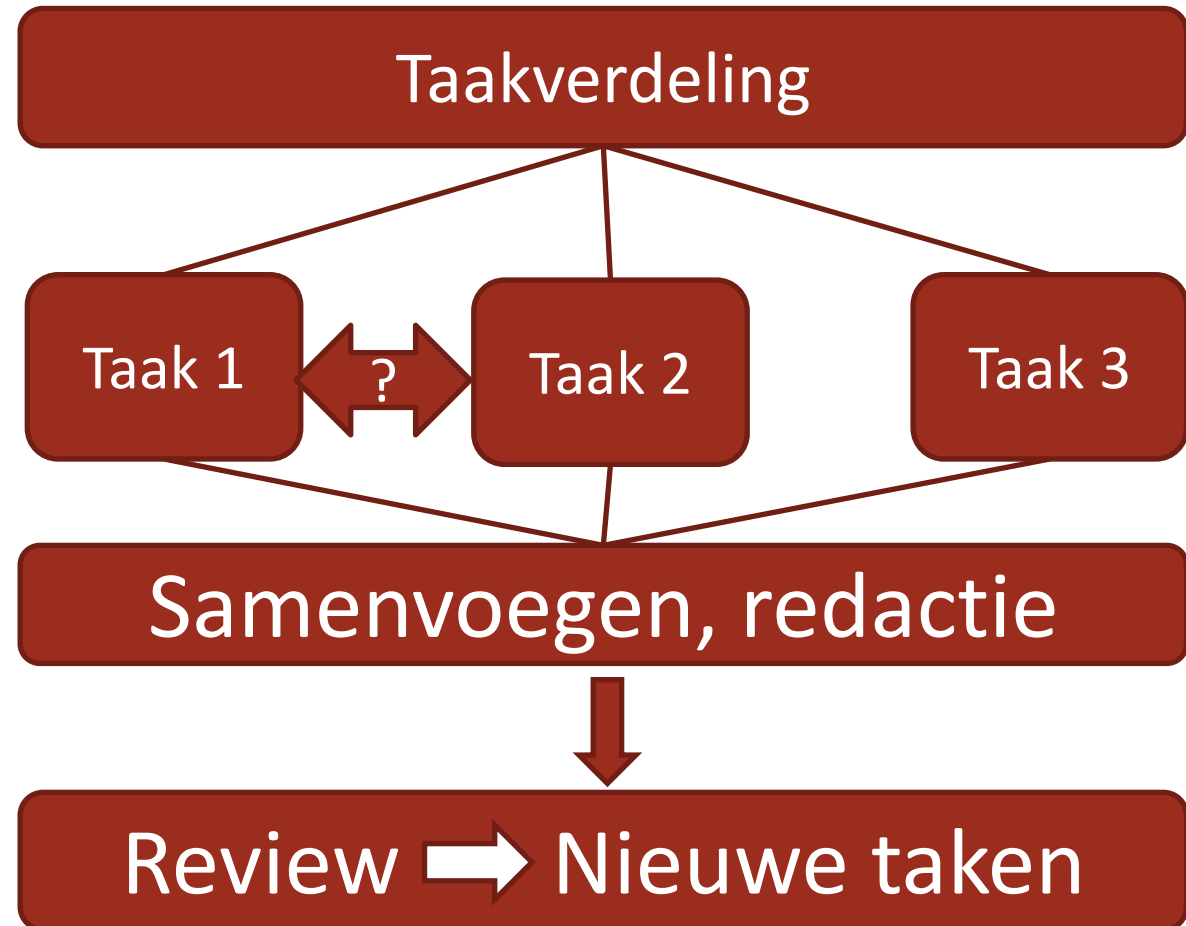 Taakverdeling
Taak 1
?
Taak 2
Taak 3
Samenvoegen, redactie
Review Nieuwe taken